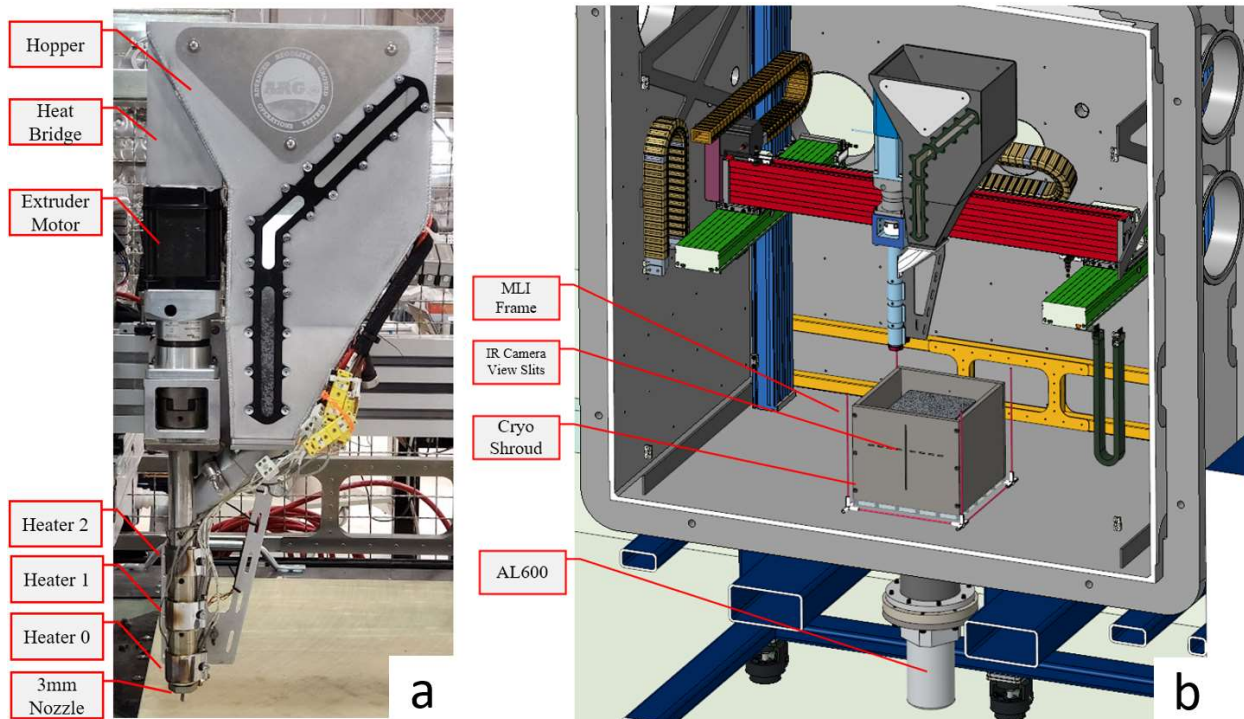 Hopper
Heat
Bridge
Extruder
Motor
Heater 2
Heater 1
Heater 0
3mm
Nozzle
ARG
a
MLI
Frame
IR Camera
View Slits
Cryo
Shroud
AL600
b